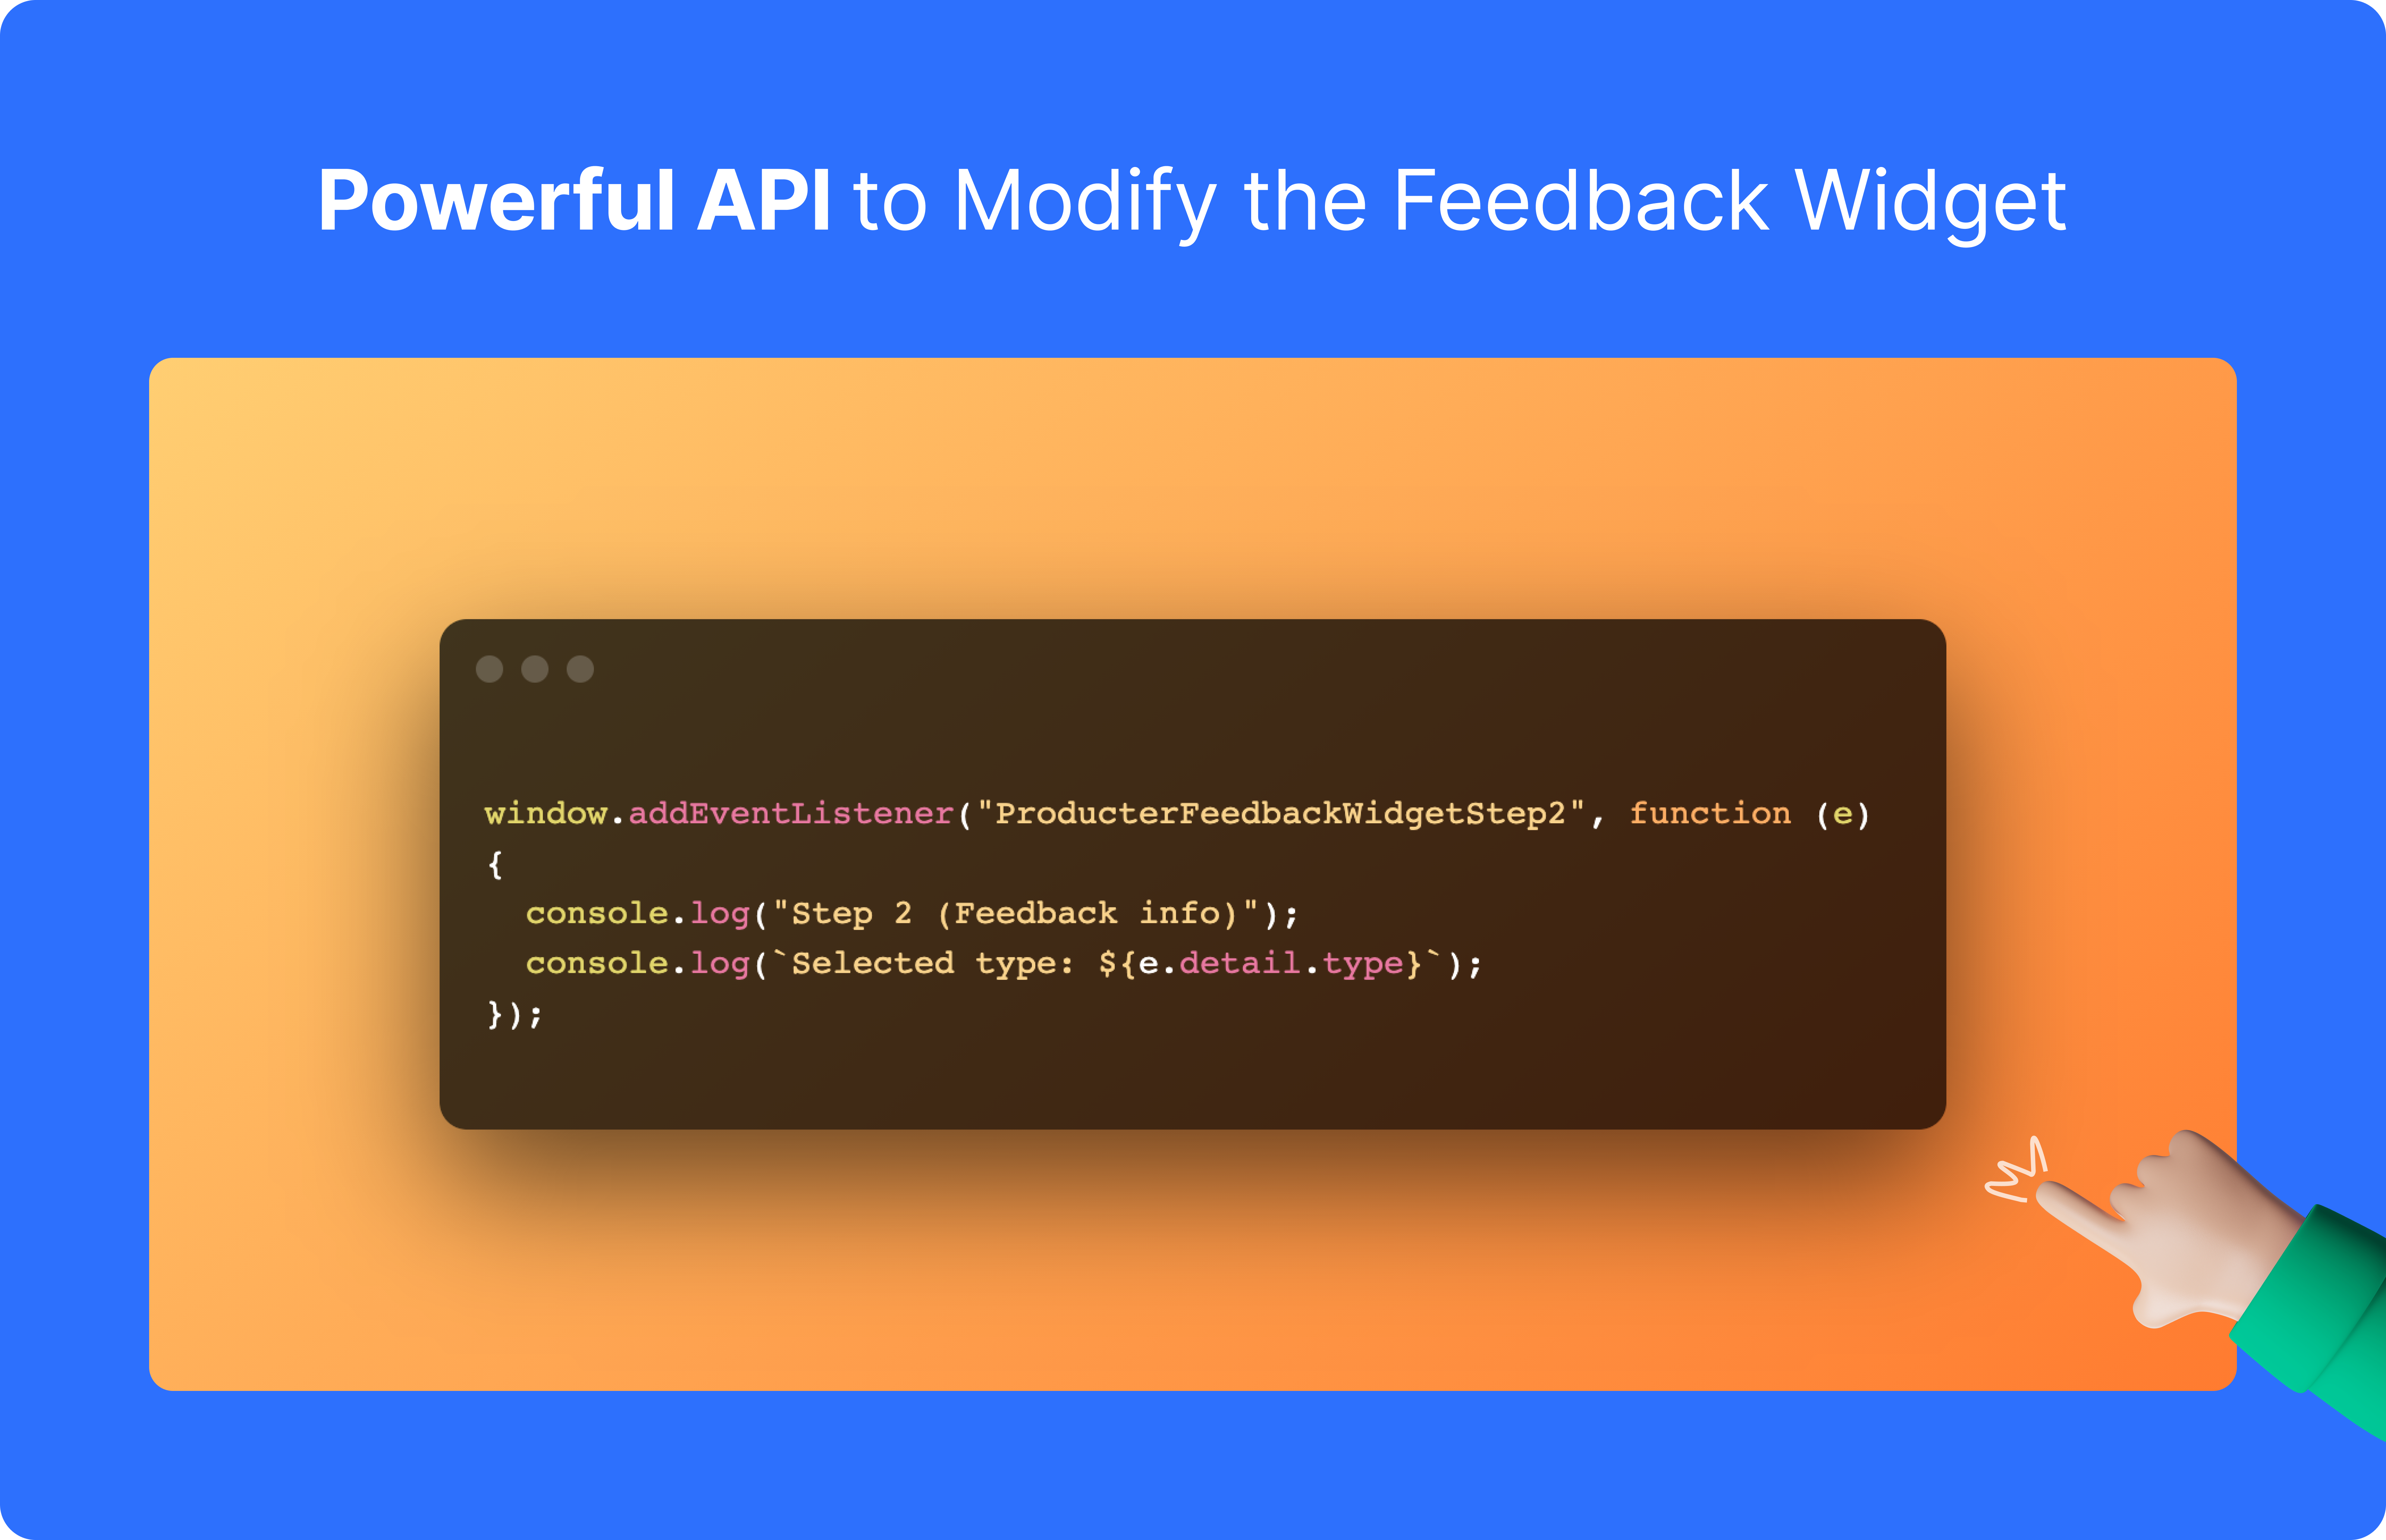 Powerful API to Modify the Feedback Widget
window.addEventListener("ProducterFeedbackWidgetStep2", function (e)
{
  console.log("Step 2 (Feedback info)");
  console.log(`Selected type: ${e.detail.type}`);
});